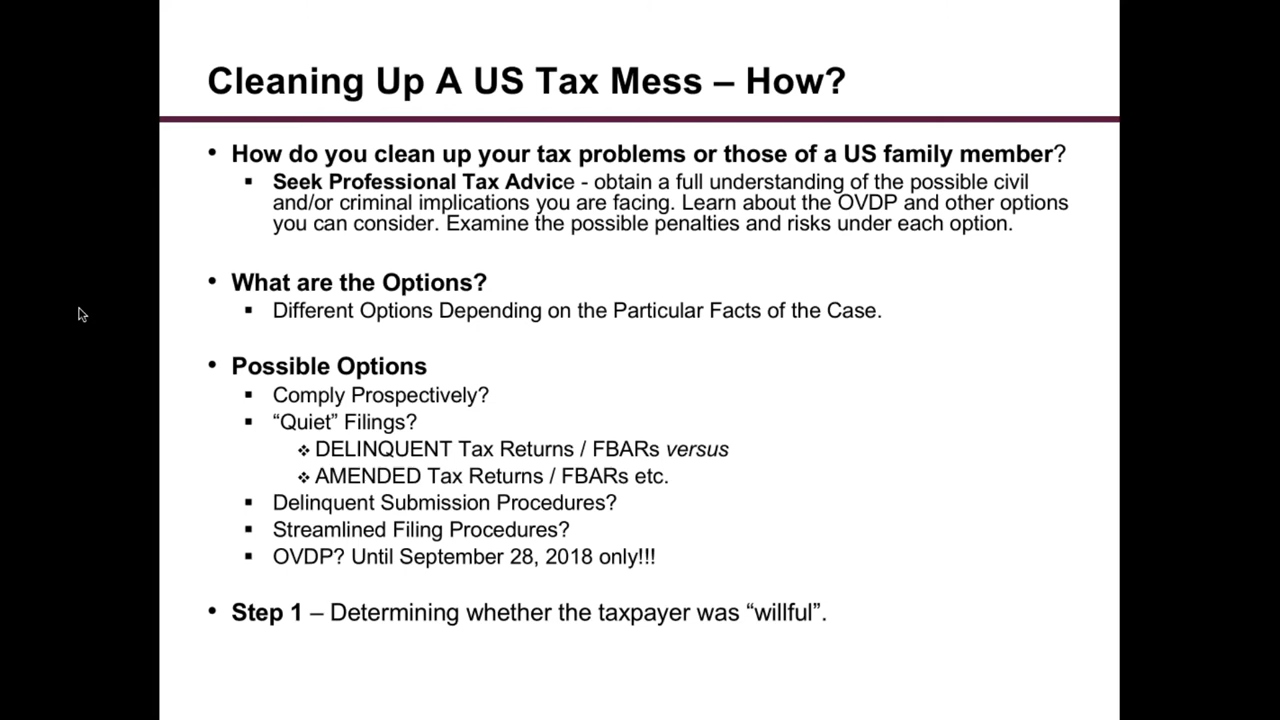 Cleaning Up A US Tax Mess – How?
• How do you clean up your tax problems or those of a US family member?
▪ Seek Professional Tax Advice - obtain a full understanding of the possible civil
and/or criminal implications you are facing. Learn about the OVDP and other options
you can consider. Examine the possible penalties and risks under each option.
• What are the Options?
▪ Different Options Depending on the Particular Facts of the Case.
• Possible Options
▪ Comply Prospectively?
▪ “Quiet” Filings?
❖ DELINQUENT Tax Returns / FBARs versus
❖ AMENDED Tax Returns / FBARs etc.
▪ Delinquent Submission Procedures?
▪ Streamlined Filing Procedures?
▪ OVDP? Until September 28, 2018 only!!!
• Step 1 – Determining whether the taxpayer was “willful”.